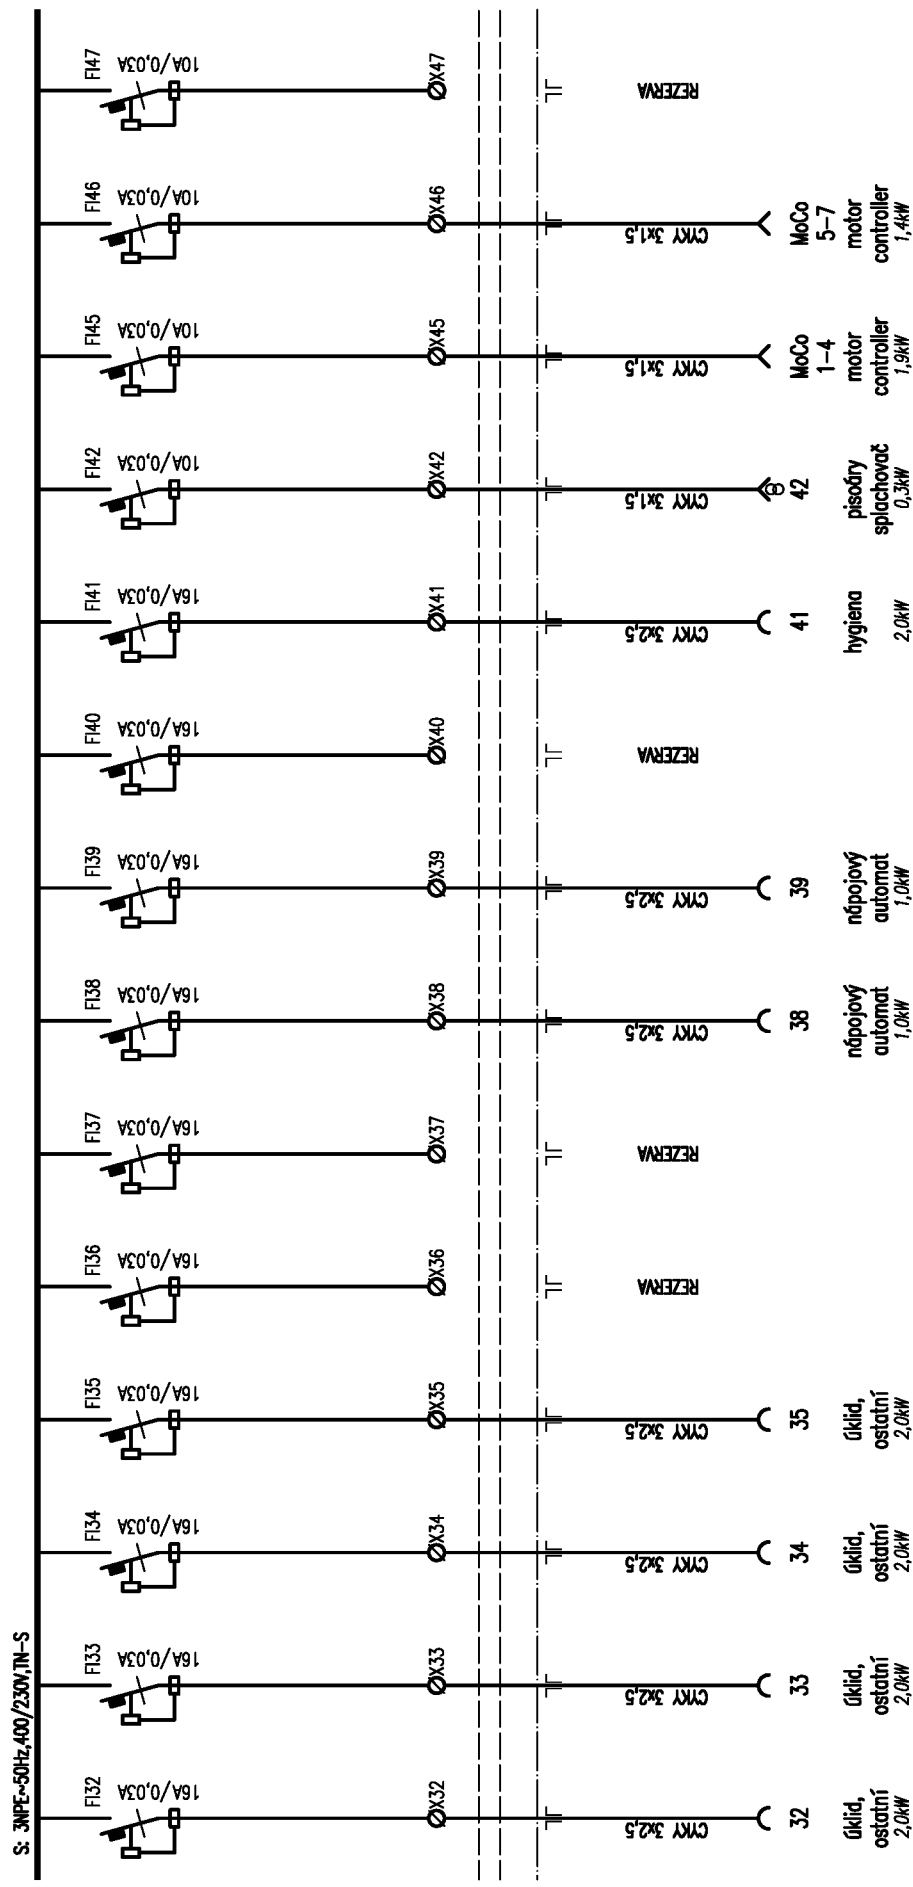 S: 3NPE~50Hz,400/230V,TN-S
FI32
16A/0,03A
X32
CYKY 3x2,5
32
úklid,
ostatní
2,0kW
FI33
16A/0,03A
X33
CYKY 3x2,5
33
úklid,
ostatní
2,0kW
FI34
16A/0,03A
X34
CYKY 3x2,5
34
úklid,
ostatní
2,0kW
FI35
16A/0,03A
X35
CYKY 3x2,5
35
úklid,
ostatní
2,0kW
FI36
16A/0,03A
X36
REZERVA
FI37
16A/0,03A
X37
REZERVA
FI38
16A/0,03A
X38
CYKY 3x2,5
38
nápojový
automat
1,0kW
FI39
16A/0,03A
X39
CYKY 3x2,5
39
nápojový
automat
1,0kW
FI40
16A/0,03A
X40
REZERVA
FI41
16A/0,03A
X41
CYKY 3x2,5
41
hygiena
2,0kW
FI42
10A/0,03A
X42
CYKY 3x1,5
42
pisoáry
splachovač
0,3kW
FI45
10A/0,03A
X45
CYKY 3x1,5
MoCo
1-4
motor
controller
1,9kW
FI46
10A/0,03A
X46
CYKY 3x1,5
MoCo
5-7
motor
controller
1,4kW
FI47
10A/0,03A
X47
REZERVA